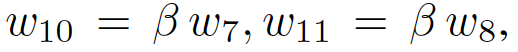 w₁₀ = β w₇, w₁₁ = β w₈,